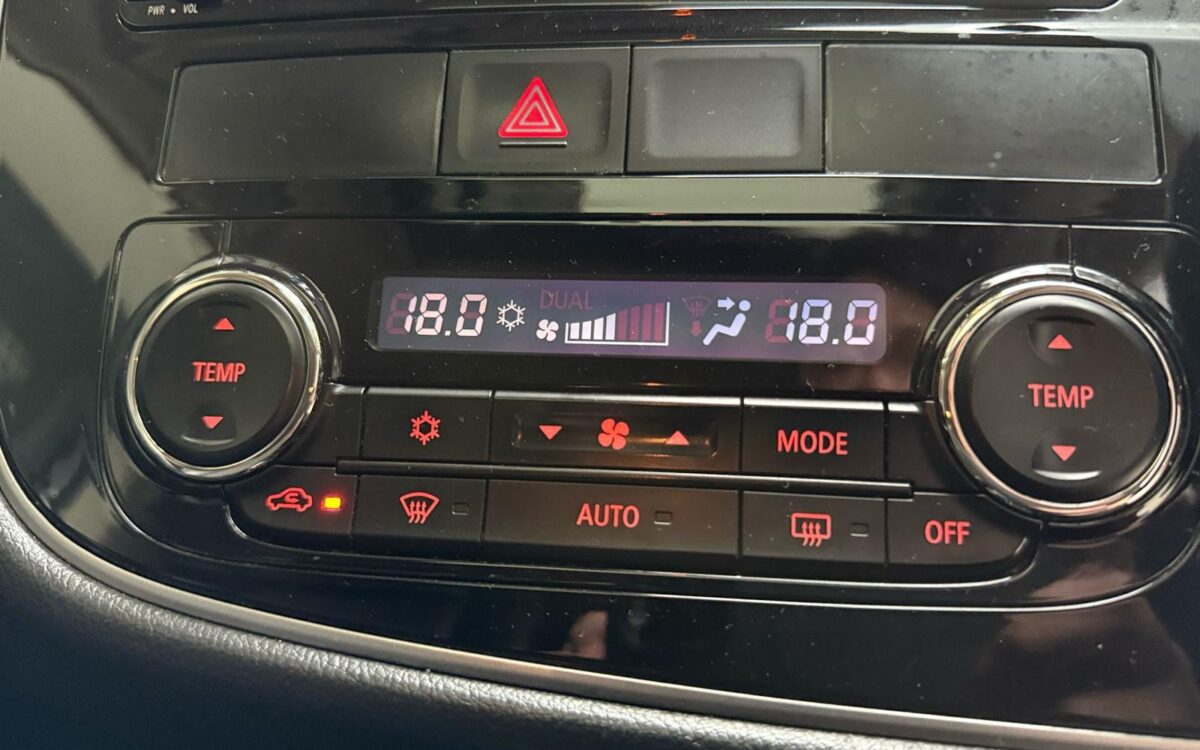 PWR • VOL
18.0 DUAL 18.0
TEMP
TEMP
MODE
AUTO
OFF